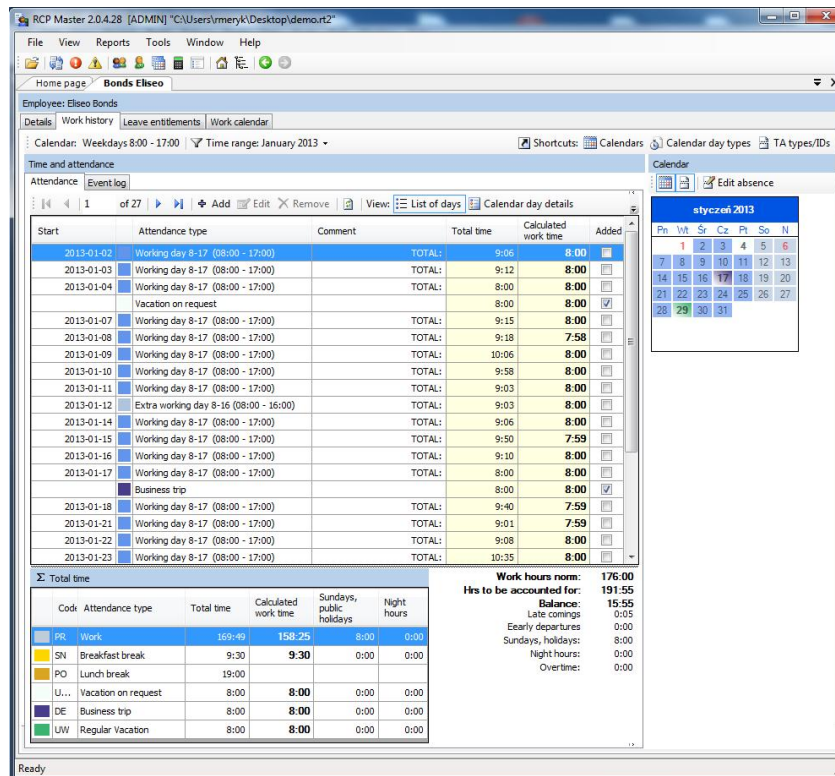 RCP Master 2.0.4.28 [ADMIN] "C:\Users\rmeryk\Desktop\demo.rt2"
File View Reports Tools Window Help
Home page Bonds Eliseo
Employee: Eliseo Bonds
Details Work history Leave entitlements Work calendar
Calendar: Weekdays 8:00 - 17:00 Time range: January 2013 Shortcuts: Calendars Calendar day types TA types/IDs
Time and attendance
Attendance Event log
1 of 27 Add Edit Remove View: List of days Calendar day details
Start Attendance type Comment Total time Calculated work time Added
2013-01-02 Working day 8-17 (08:00 - 17:00) TOTAL: 9:06 8:00
2013-01-03 Working day 8-17 (08:00 - 17:00) TOTAL: 9:12 8:00
2013-01-04 Working day 8-17 (08:00 - 17:00) TOTAL: 8:00 8:00
Vacation on request 8:00 8:00
2013-01-07 Working day 8-17 (08:00 - 17:00) TOTAL: 9:15 8:00
2013-01-08 Working day 8-17 (08:00 - 17:00) TOTAL: 9:18 7:58
2013-01-09 Working day 8-17 (08:00 - 17:00) TOTAL: 10:06 8:00
2013-01-10 Working day 8-17 (08:00 - 17:00) TOTAL: 9:58 8:00
2013-01-11 Working day 8-17 (08:00 - 17:00) TOTAL: 9:03 8:00
2013-01-12 Extra working day 8-16 (08:00 - 16:00) TOTAL: 9:03 8:00
2013-01-14 Working day 8-17 (08:00 - 17:00) TOTAL: 9:06 8:00
2013-01-15 Working day 8-17 (08:00 - 17:00) TOTAL: 9:50 7:59
2013-01-16 Working day 8-17 (08:00 - 17:00) TOTAL: 9:10 8:00
2013-01-17 Working day 8-17 (08:00 - 17:00) TOTAL: 8:00 8:00
Business trip 8:00 8:00
2013-01-18 Working day 8-17 (08:00 - 17:00) TOTAL: 9:40 7:59
2013-01-21 Working day 8-17 (08:00 - 17:00) TOTAL: 9:01 7:59
2013-01-22 Working day 8-17 (08:00 - 17:00) TOTAL: 9:08 8:00
2013-01-23 Working day 8-17 (08:00 - 17:00) TOTAL: 10:35 8:00
Calendar
Edit absence
styczeń 2013
Pn Wt Śr Cz Pt So N
1 2 3 4 5 6
7 8 9 10 11 12 13
14 15 16 17 18 19 20
21 22 23 24 25 26 27
28 29 30 31
Σ Total time
Code Attendance type Total time Calculated work time Sundays, public holidays Night hours
PR Work 169:49 158:25 8:00 0:00
SN Breakfast break 9:30 9:30 0:00 0:00
PO Lunch break 19:00
U... Vacation on request 8:00 8:00 0:00 0:00
DE Business trip 8:00 8:00 0:00 0:00
UW Regular Vacation 8:00 8:00 0:00 0:00
Work hours norm: 176:00
Hrs to be accounted for: 191:55
Balance: 15:55
Late comings 0:05
Eearly departures 0:00
Sundays, holidays: 8:00
Night hours: 0:00
Overtime: 0:00
Ready